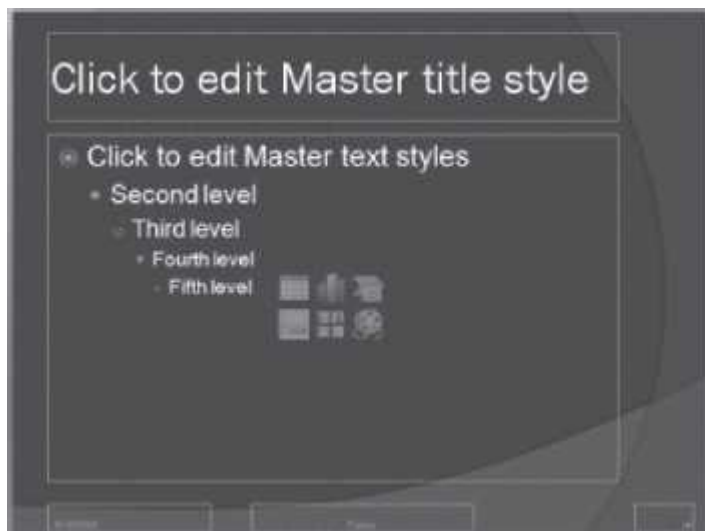 Click to edit Master title style
Click to edit Master text styles
Second level
Third level
Fourth level
Fifth level